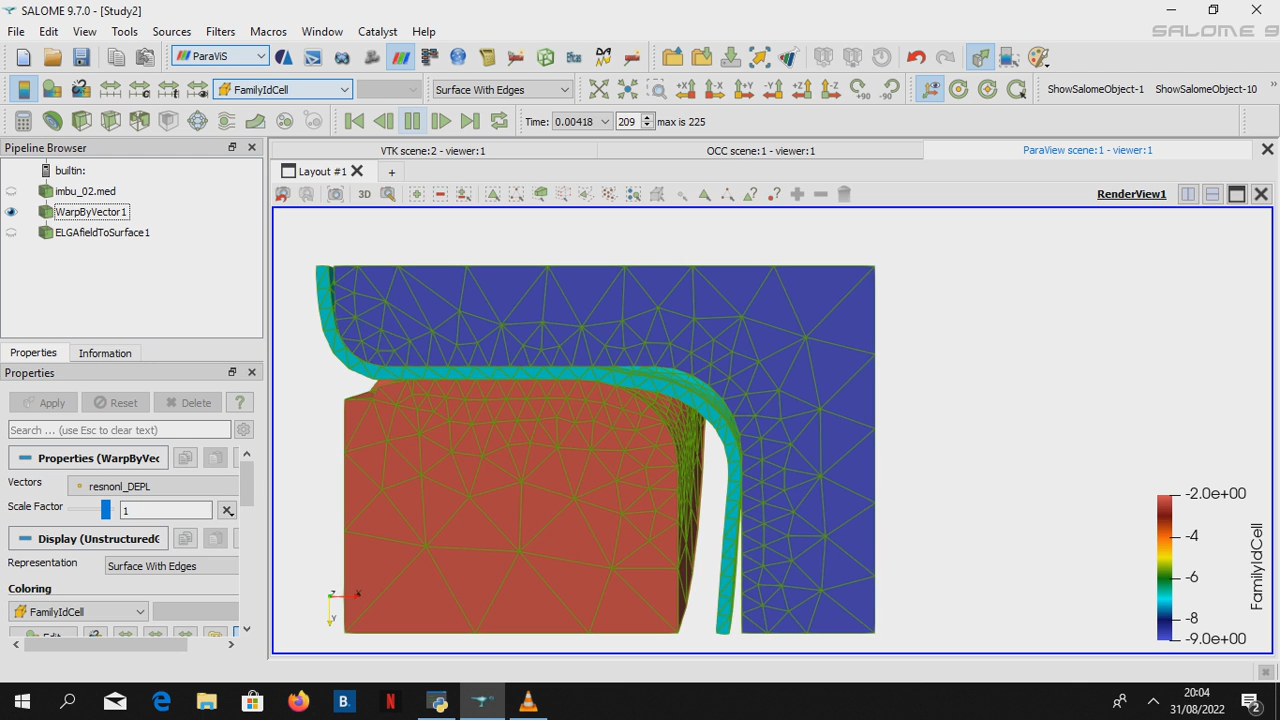 SALOME 9.7.0 - [Study2]
File Edit View Tools Sources Filters Macros Window Catalyst Help
SALOME 9
ParaViS
FamilyIdCell
Surface With Edges
+X -X +Y -Y +Z -Z +90 -90
ShowSalomeObject-1
ShowSalomeObject-10
Time: 0.00418 209 max is 225
Pipeline Browser
VTK scene:2 - viewer:1
OCC scene:1 - viewer:1
ParaView scene:1 - viewer:1
builtin:
Layout #1
+
imbu_02.med
3D
RenderView1
WarpByVector1
ELGAfieldToSurface1
Properties
Information
Properties
Apply
Reset
Delete
?
Search ... (use Esc to clear text)
Properties (WarpByVec
Vectors
resnonl_DEPL
Scale Factor
1
Display (UnstructuredG
Representation
Surface With Edges
Coloring
FamilyIdCell
Edit
Z
X
Y
-2.0e+00
-4
-6
-8
-9.0e+00
FamilyIdCell
B.
N
20:04
31/08/2022
2